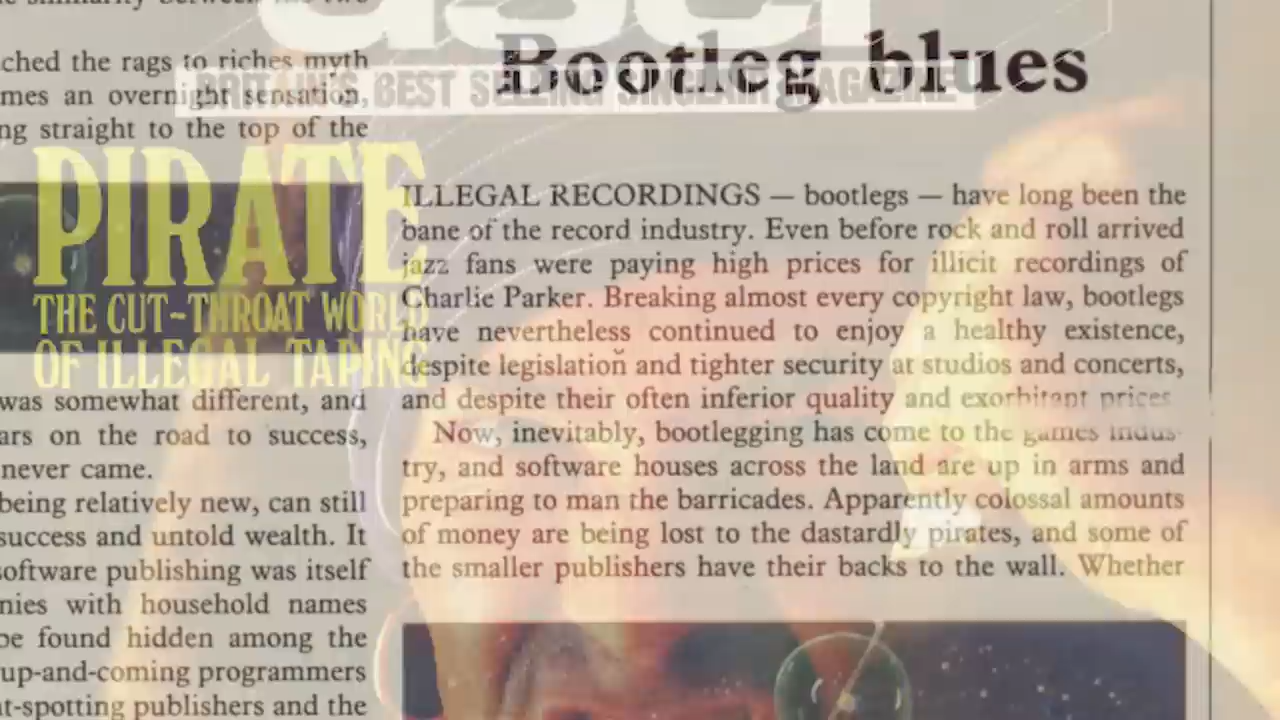 user
BRITAIN'S BEST SELLING SINCLAIR MAGAZINE
Bootleg blues
ched the rags to riches myth
mes an overnight sensation,
ng straight to the top of the
PIRATE
THE CUT-THROAT WORLD
OF ILLEGAL TAPING
was somewhat different, and
ars on the road to success,
never came.
being relatively new, can still
success and untold wealth. It
software publishing was itself
nies with household names
be found hidden among the
up-and-coming programmers
t-spotting publishers and the
ILLEGAL RECORDINGS — bootlegs — have long been the
bane of the record industry. Even before rock and roll arrived
jazz fans were paying high prices for illicit recordings of
Charlie Parker. Breaking almost every copyright law, bootlegs
have nevertheless continued to enjoy a healthy existence,
despite legislation and tighter security at studios and concerts,
and despite their often inferior quality and exorbitant prices.
Now, inevitably, bootlegging has come to the games indus-
try, and software houses across the land are up in arms and
preparing to man the barricades. Apparently colossal amounts
of money are being lost to the dastardly pirates, and some of
the smaller publishers have their backs to the wall. Whether